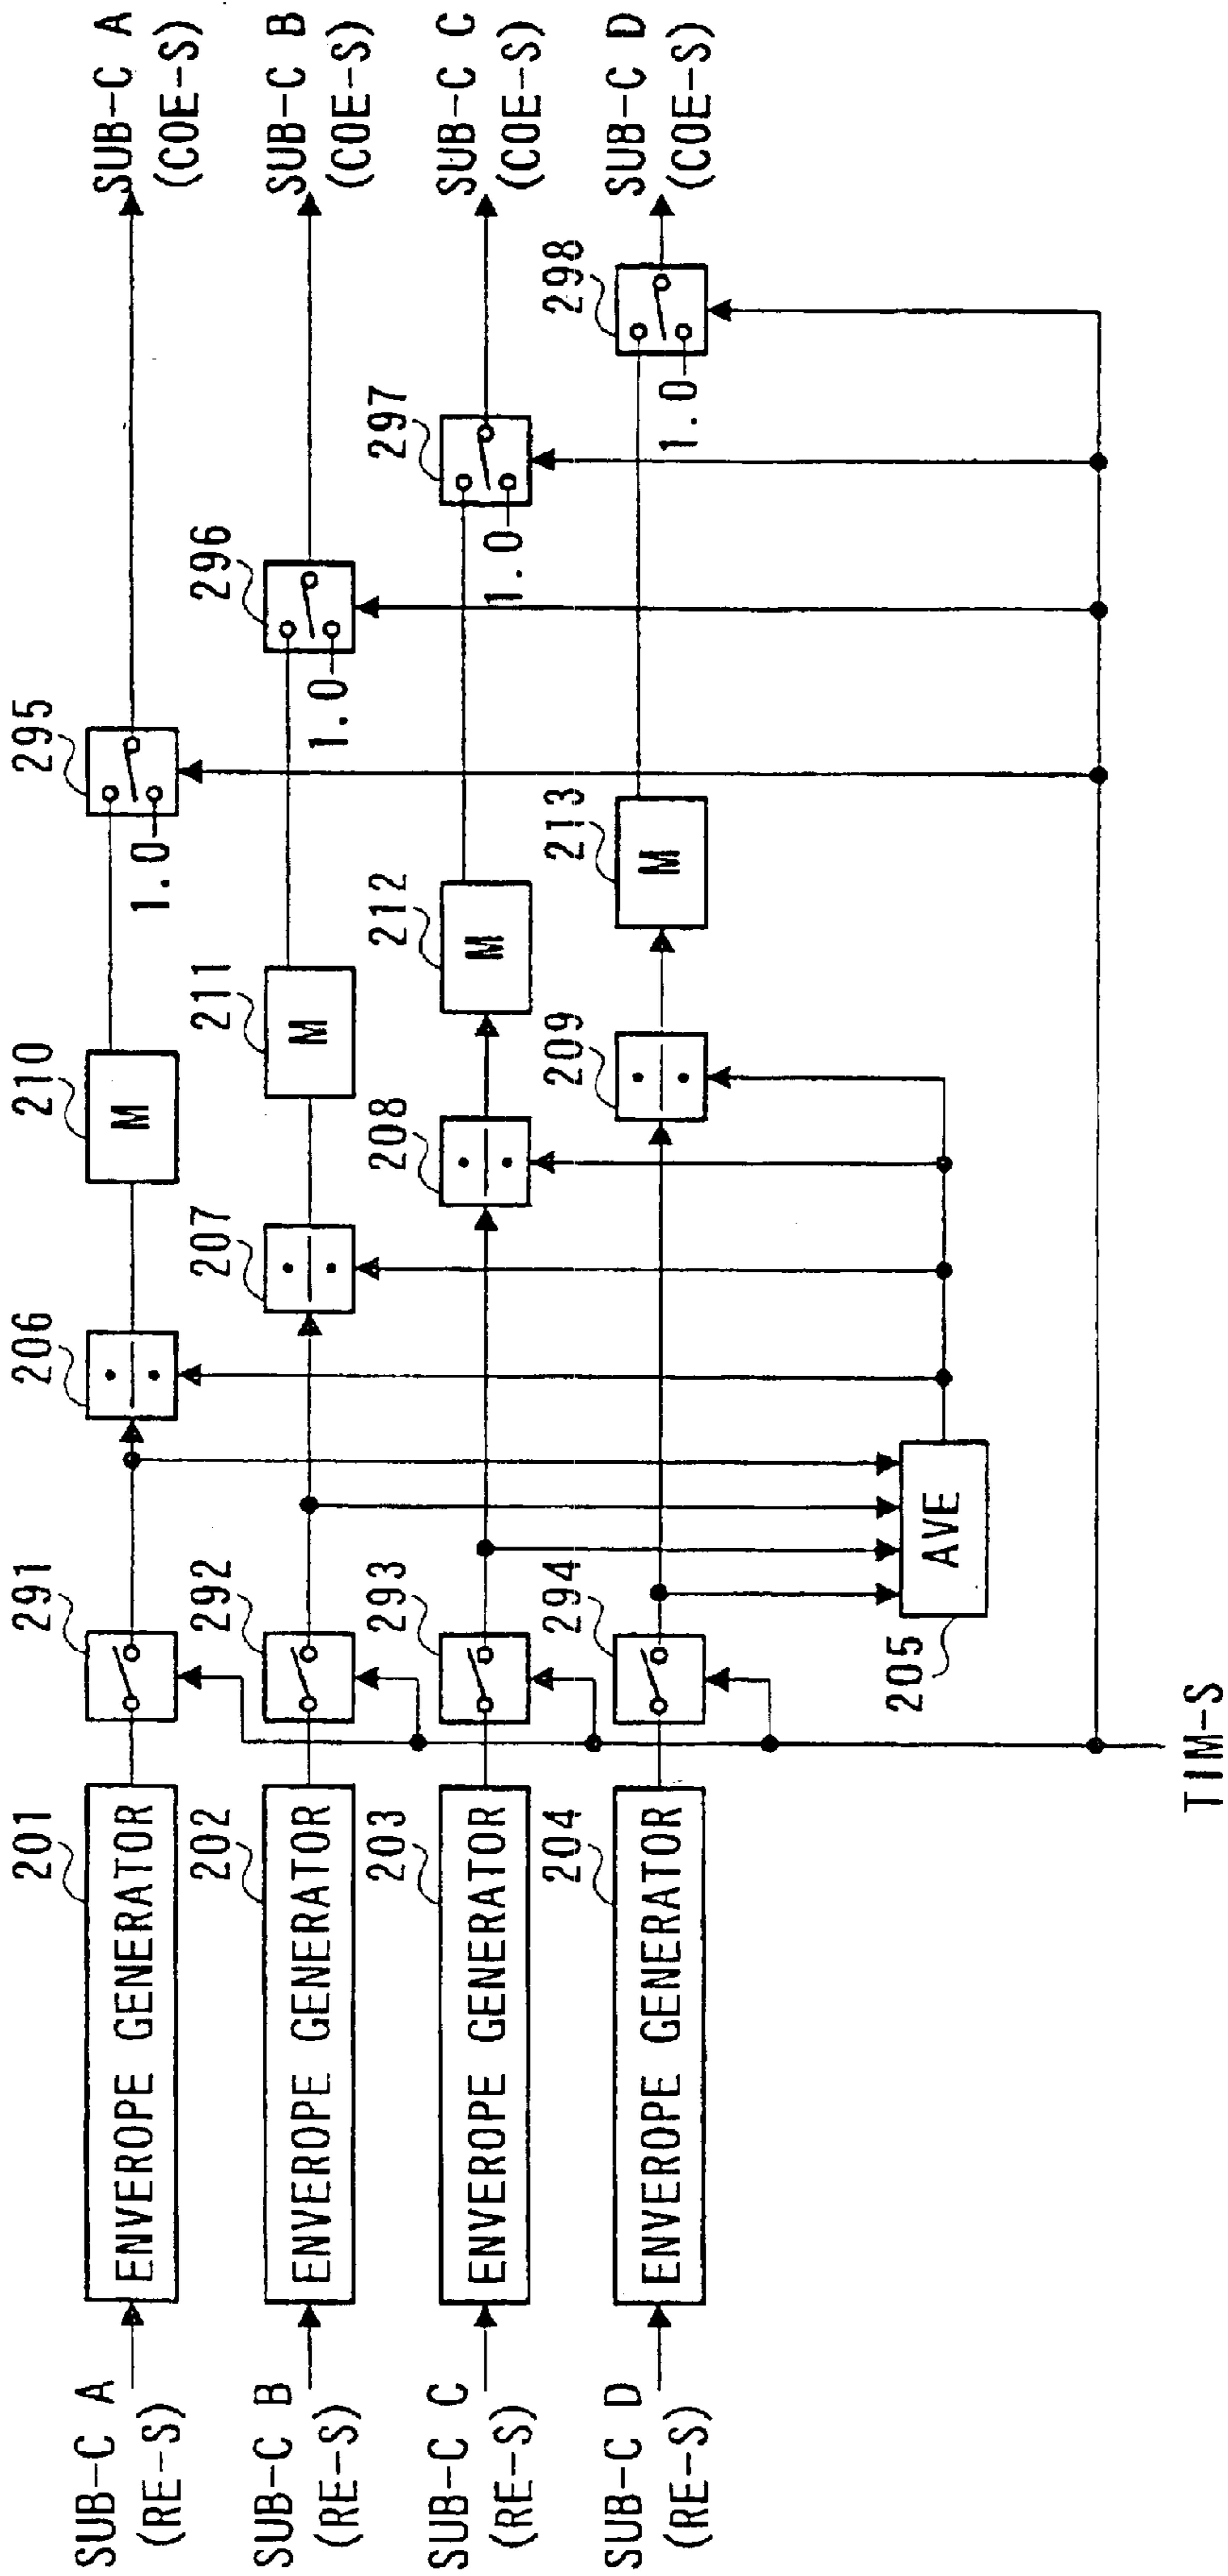 SUB-C A
(RE-S)
ENVEROPE GENERATOR
201
291
206
210
M
295
1.0
SUB-C A
(COE-S)
SUB-C B
(RE-S)
ENVEROPE GENERATOR
202
292
207
211
M
296
1.0
SUB-C B
(COE-S)
SUB-C C
(RE-S)
ENVEROPE GENERATOR
203
293
208
212
M
297
1.0
SUB-C C
(COE-S)
SUB-C D
(RE-S)
ENVEROPE GENERATOR
204
294
209
213
M
298
1.0
SUB-C D
(COE-S)
AVE
205
TIM-S